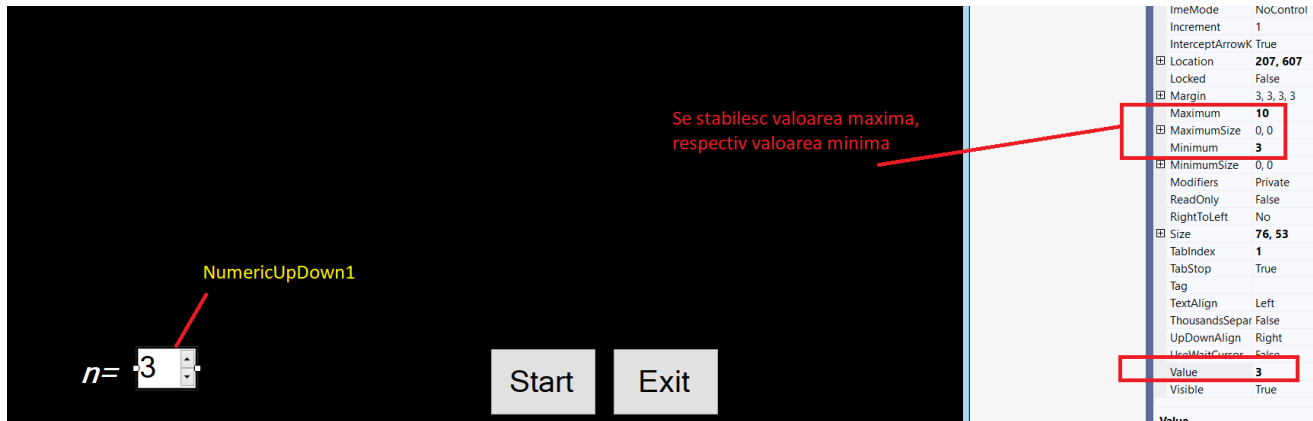 ImeMode NoControl
Increment 1
InterceptArrowK True
Location 207, 607
Locked False
Margin 3, 3, 3, 3
Maximum 10
MaximumSize 0, 0
Minimum 3
MinimumSize 0, 0
Modifiers Private
ReadOnly False
RightToLeft No
Size 76, 53
TabIndex 1
TabStop True
Tag
TextAlign Left
ThousandsSepar False
UpDownAlign Right
UseWaitCursor False
Value 3
Visible True
Value
Se stabilesc valoarea maxima,
respectiv valoarea minima
NumericUpDown1
n= 3
Start Exit